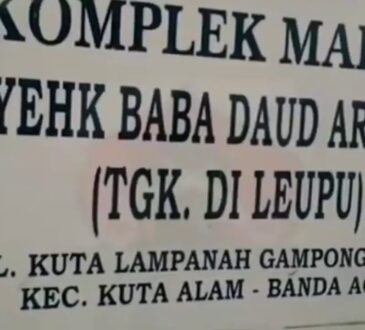 KOMPLEK MA
YEHK BABA DAUD AR
(TGK. DI LEUPU)
L. KUTA LAMPANAH GAMPONG
KEC. KUTA ALAM - BANDA A